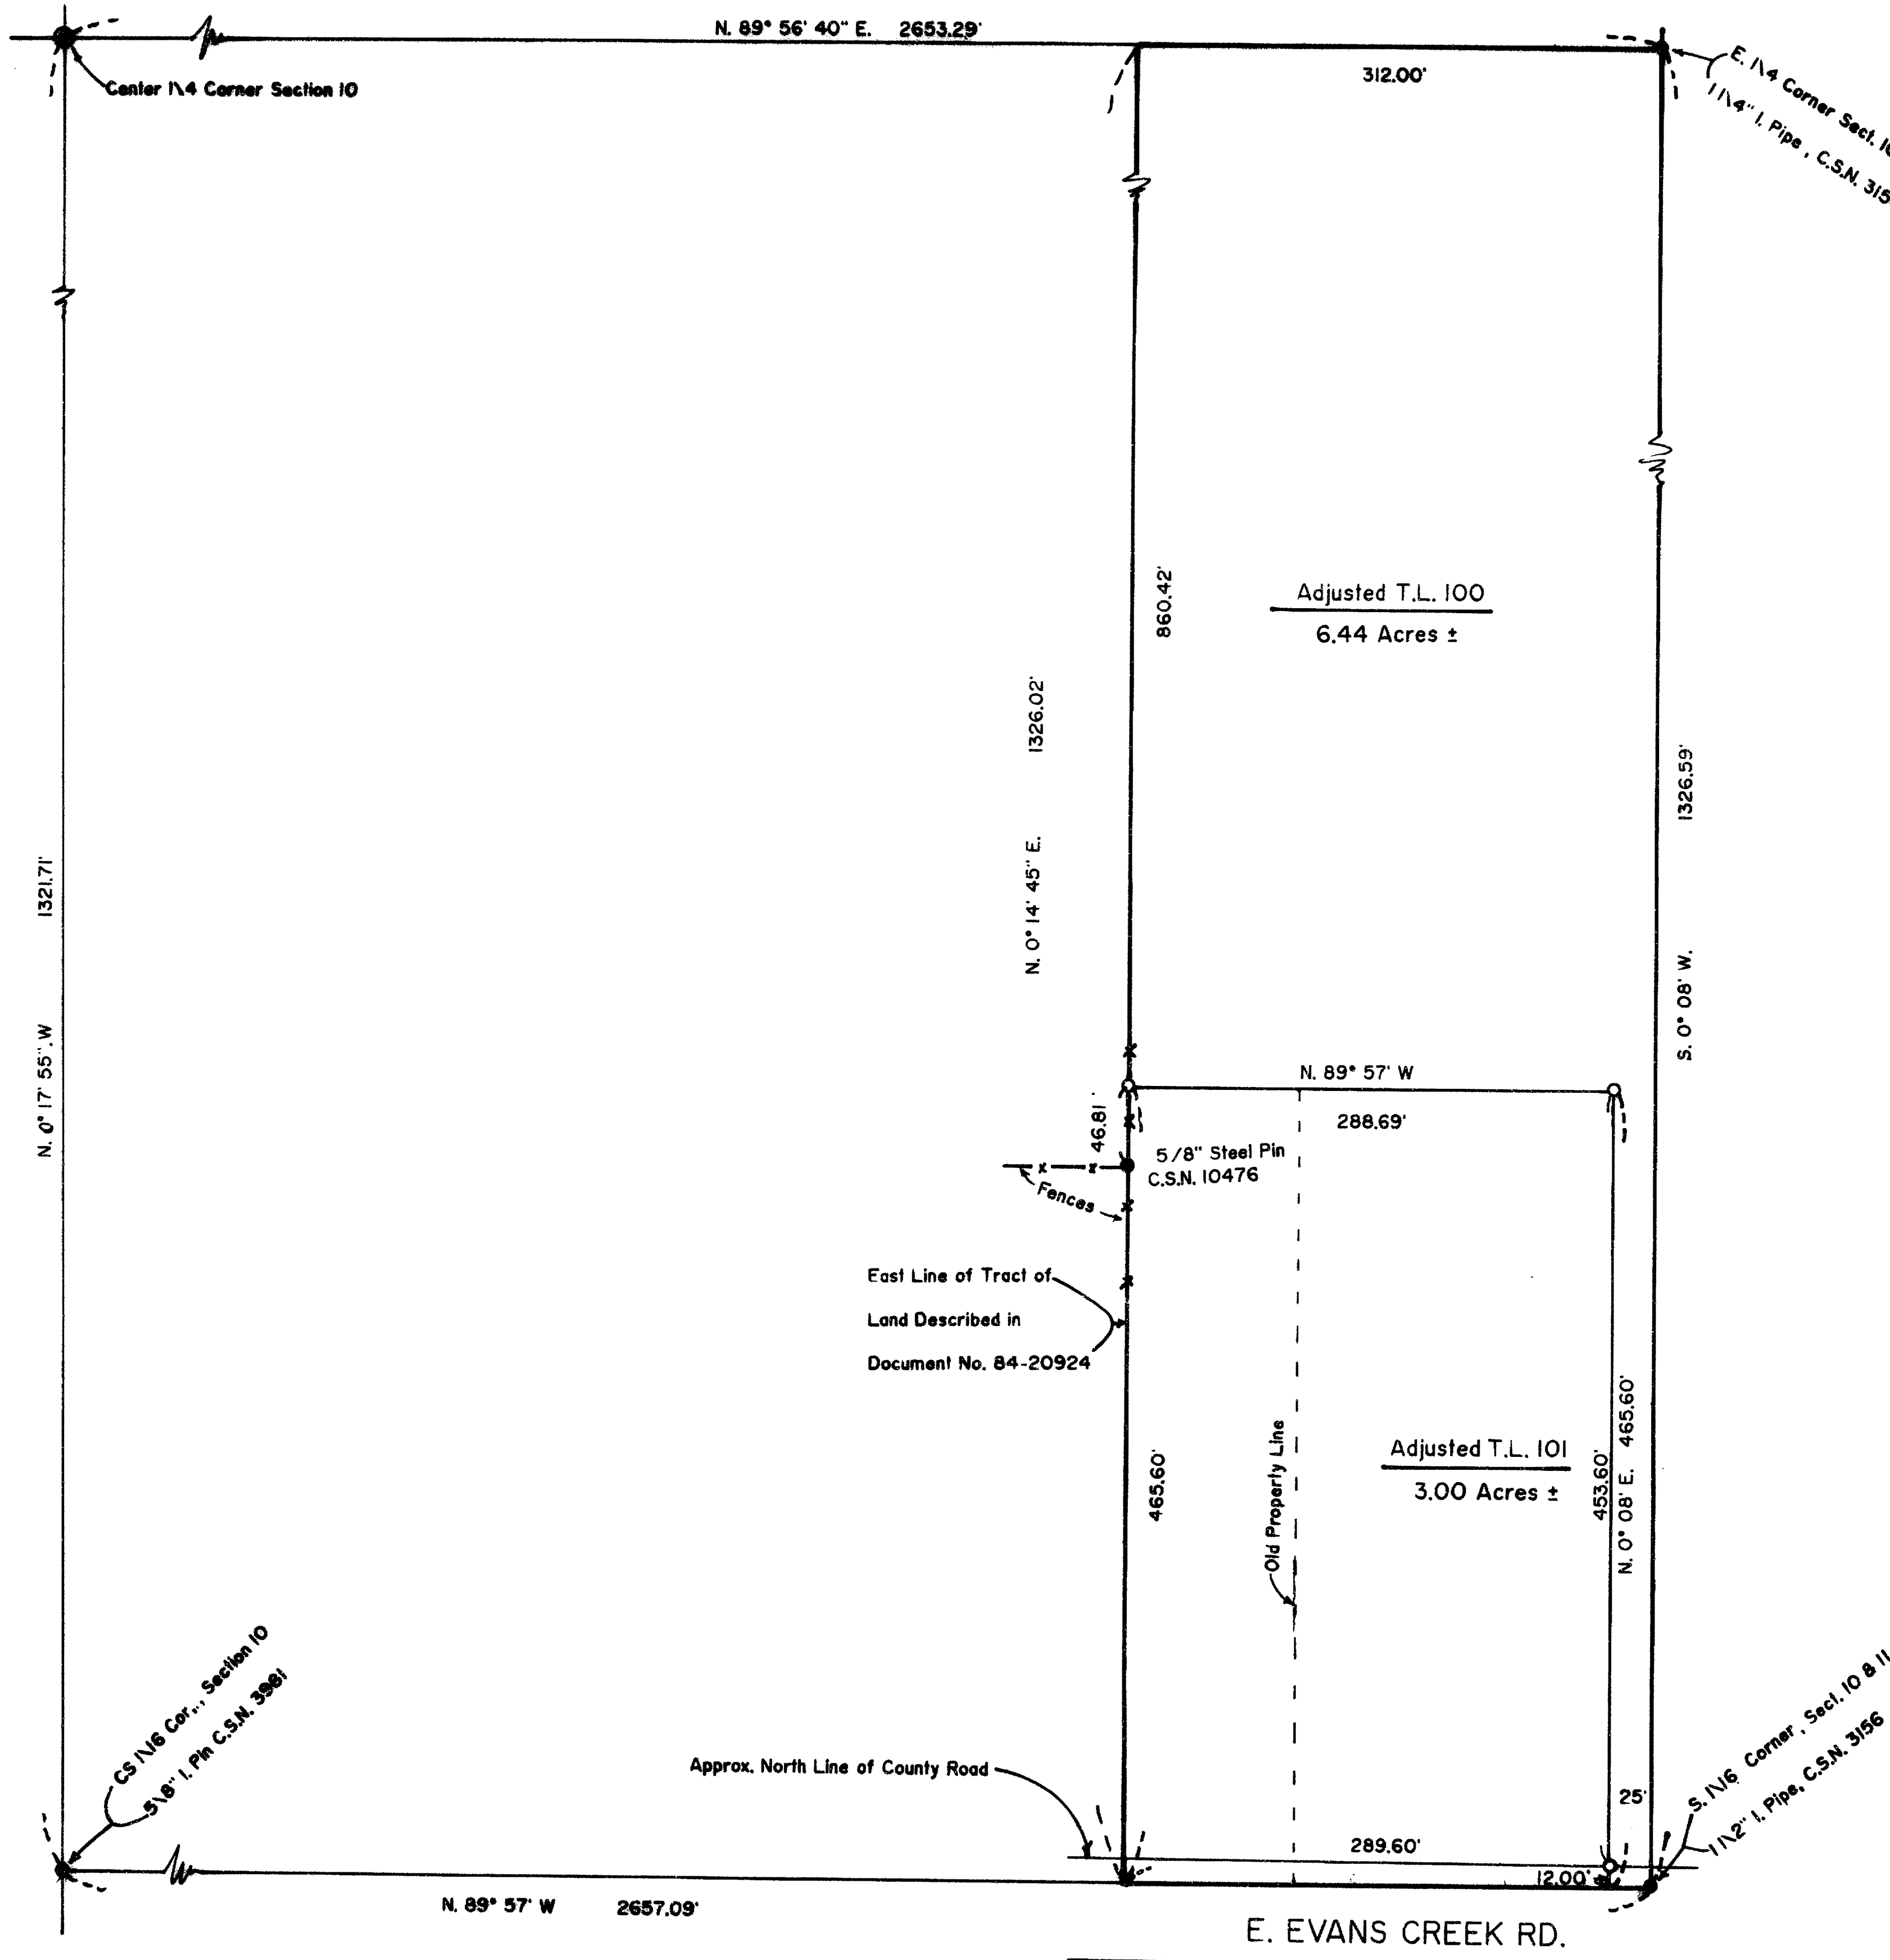 N. 89° 56' 40" E. 2653.29'
Center 1\4 Corner Section 10
312.00'
E. 1\4 Corner Sect. 10
1 1\4" I. Pipe, C.S.N.
860.42'
Adjusted T.L. 100
6.44 Acres ±
N. 0° 14' 45" E. 1326.02'
S. 0° 08' W. 1326.59'
N. 0° 17' 55". W 1321.71'
N. 89° 57' W
288.69'
46.81'
5/8" Steel Pin
C.S.N. 10476
Fences
East Line of Tract of
Land Described in
Document No. 84-20924
465.60'
Old Property Line
Adjusted T.L. 101
3.00 Acres ±
453.60'
N. 0° 08' E. 465.60'
CS 1\16 Cor.,., Section 10
5\8" I. Pin C.S.N. 3981
Approx. North Line of County Road
25'
S. 1\16 Corner, Sect. 10 & 11
1 1\2" I. Pipe, C.S.N. 3156
289.60'
12.00'
N. 89° 57' W 2657.09'
E. EVANS CREEK RD.